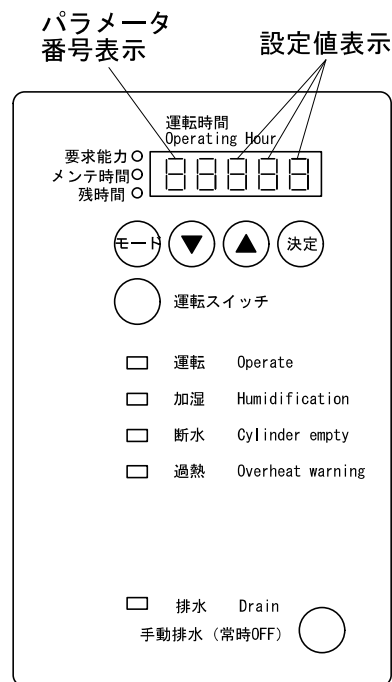 パラメータ
番号表示
設定値表示
運転時間
Operating Hour
要求能力
メンテ時間
残時間
88888
モード ▼ ▲ 決定
運転スイッチ
運転 Operate
加湿 Humidification
断水 Cylinder empty
過熱 Overheat warning
排水 Drain
手動排水（常時OFF）